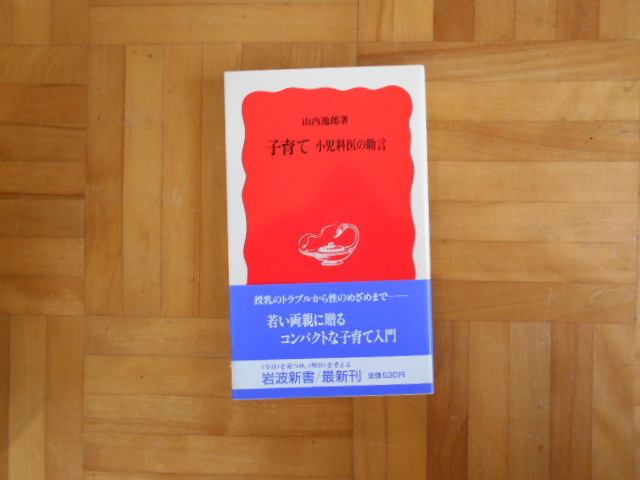 山内逸郎著
子育て 小児科医の助言
授乳のトラブルから性のめざめまで――
若い両親に贈る
コンパクトな子育て入門
〈今日〉を見つめ、〈明日〉を考える
岩波新書/最新刊 定価530円